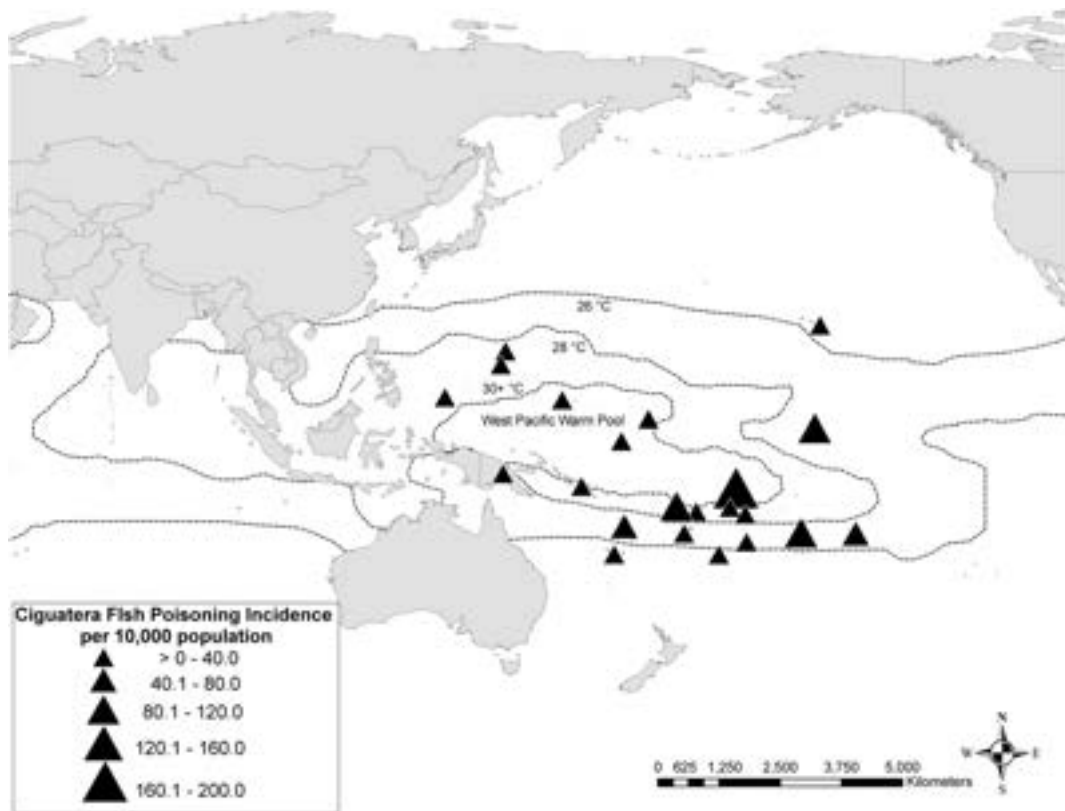 26 °C
28 °C
30+ °C
West Pacific Warm Pool
Ciguatera FIsh Poisoning Incidence
per 10,000 population
> 0 - 40.0
40.1 - 80.0
80.1 - 120.0
120.1 - 160.0
160.1 - 200.0
N
W E
S
0 625 1,250 2,500 3,750 5,000
Kilometers